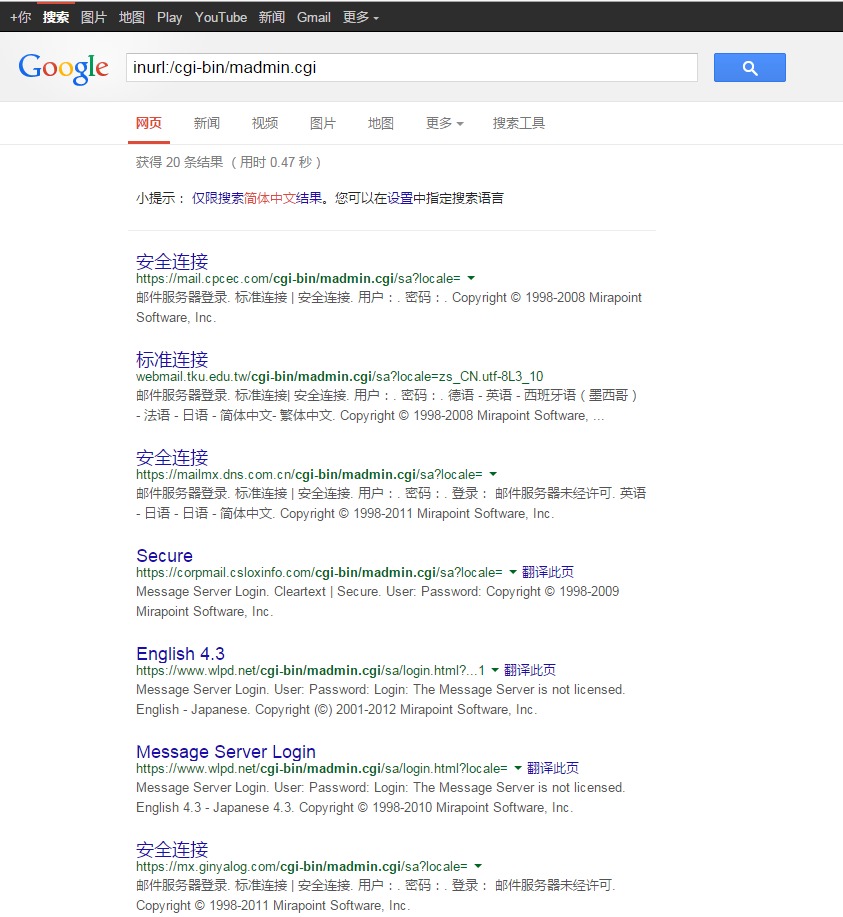 +你 搜索 图片 地图 Play YouTube 新闻 Gmail 更多
Google inurl:/cgi-bin/madmin.cgi
网页 新闻 视频 图片 地图 更多 搜索工具
获得 20 条结果 （用时 0.47 秒）
小提示： 仅限搜索简体中文结果。您可以在设置中指定搜索语言
安全连接
https://mail.cpcec.com/cgi-bin/madmin.cgi/sa?locale=
邮件服务器登录. 标准连接 | 安全连接. 用户：. 密码：. Copyright © 1998-2008 Mirapoint
Software, Inc.
标准连接
webmail.tku.edu.tw/cgi-bin/madmin.cgi/sa?locale=zs_CN.utf-8L3_10
邮件服务器登录. 标准连接| 安全连接. 用户：. 密码：. 德语 - 英语 - 西班牙语（墨西哥）
- 法语 - 日语 - 简体中文- 繁体中文. Copyright © 1998-2008 Mirapoint Software, ...
安全连接
https://mailmx.dns.com.cn/cgi-bin/madmin.cgi/sa?locale=
邮件服务器登录. 标准连接 | 安全连接. 用户：. 密码：. 登录： 邮件服务器未经许可. 英语
- 日语 - 日语 - 简体中文. Copyright © 1998-2011 Mirapoint Software, Inc.
Secure
https://corpmail.csloxinfo.com/cgi-bin/madmin.cgi/sa?locale= 翻译此页
Message Server Login. Cleartext | Secure. User: Password: Copyright © 1998-2009
Mirapoint Software, Inc.
English 4.3
https://www.wlpd.net/cgi-bin/madmin.cgi/sa/login.html?...1 翻译此页
Message Server Login. User: Password: Login: The Message Server is not licensed.
English - Japanese. Copyright (©) 2001-2012 Mirapoint Software, Inc.
Message Server Login
https://www.wlpd.net/cgi-bin/madmin.cgi/sa/login.html?locale= 翻译此页
Message Server Login. User: Password: Login: The Message Server is not licensed.
English 4.3 - Japanese 4.3. Copyright © 1998-2010 Mirapoint Software, Inc.
安全连接
https://mx.ginyalog.com/cgi-bin/madmin.cgi/sa?locale=
邮件服务器登录. 标准连接 | 安全连接. 用户：. 密码：. 登录： 邮件服务器未经许可.
Copyright © 1998-2011 Mirapoint Software, Inc.